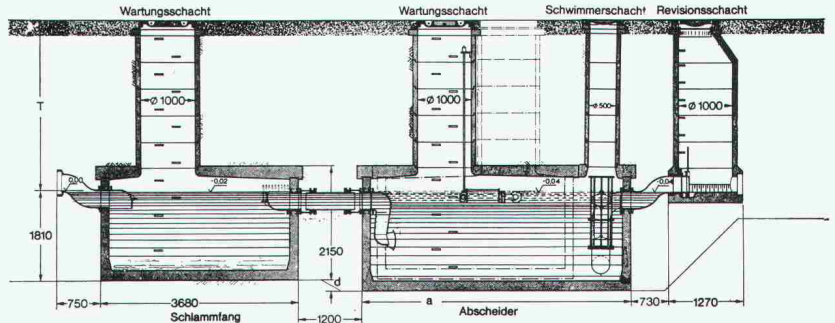 Wartungsschacht Wartungsschacht Schwimmerschacht Revisionsschacht
ø 1000 ø 1000 ø 500 ø 1000
T
±0,00 -0,02 -0,04 -0,04
1810 2150
d
750 3680 a 730 1270
Schlammfang 1200 Abscheider